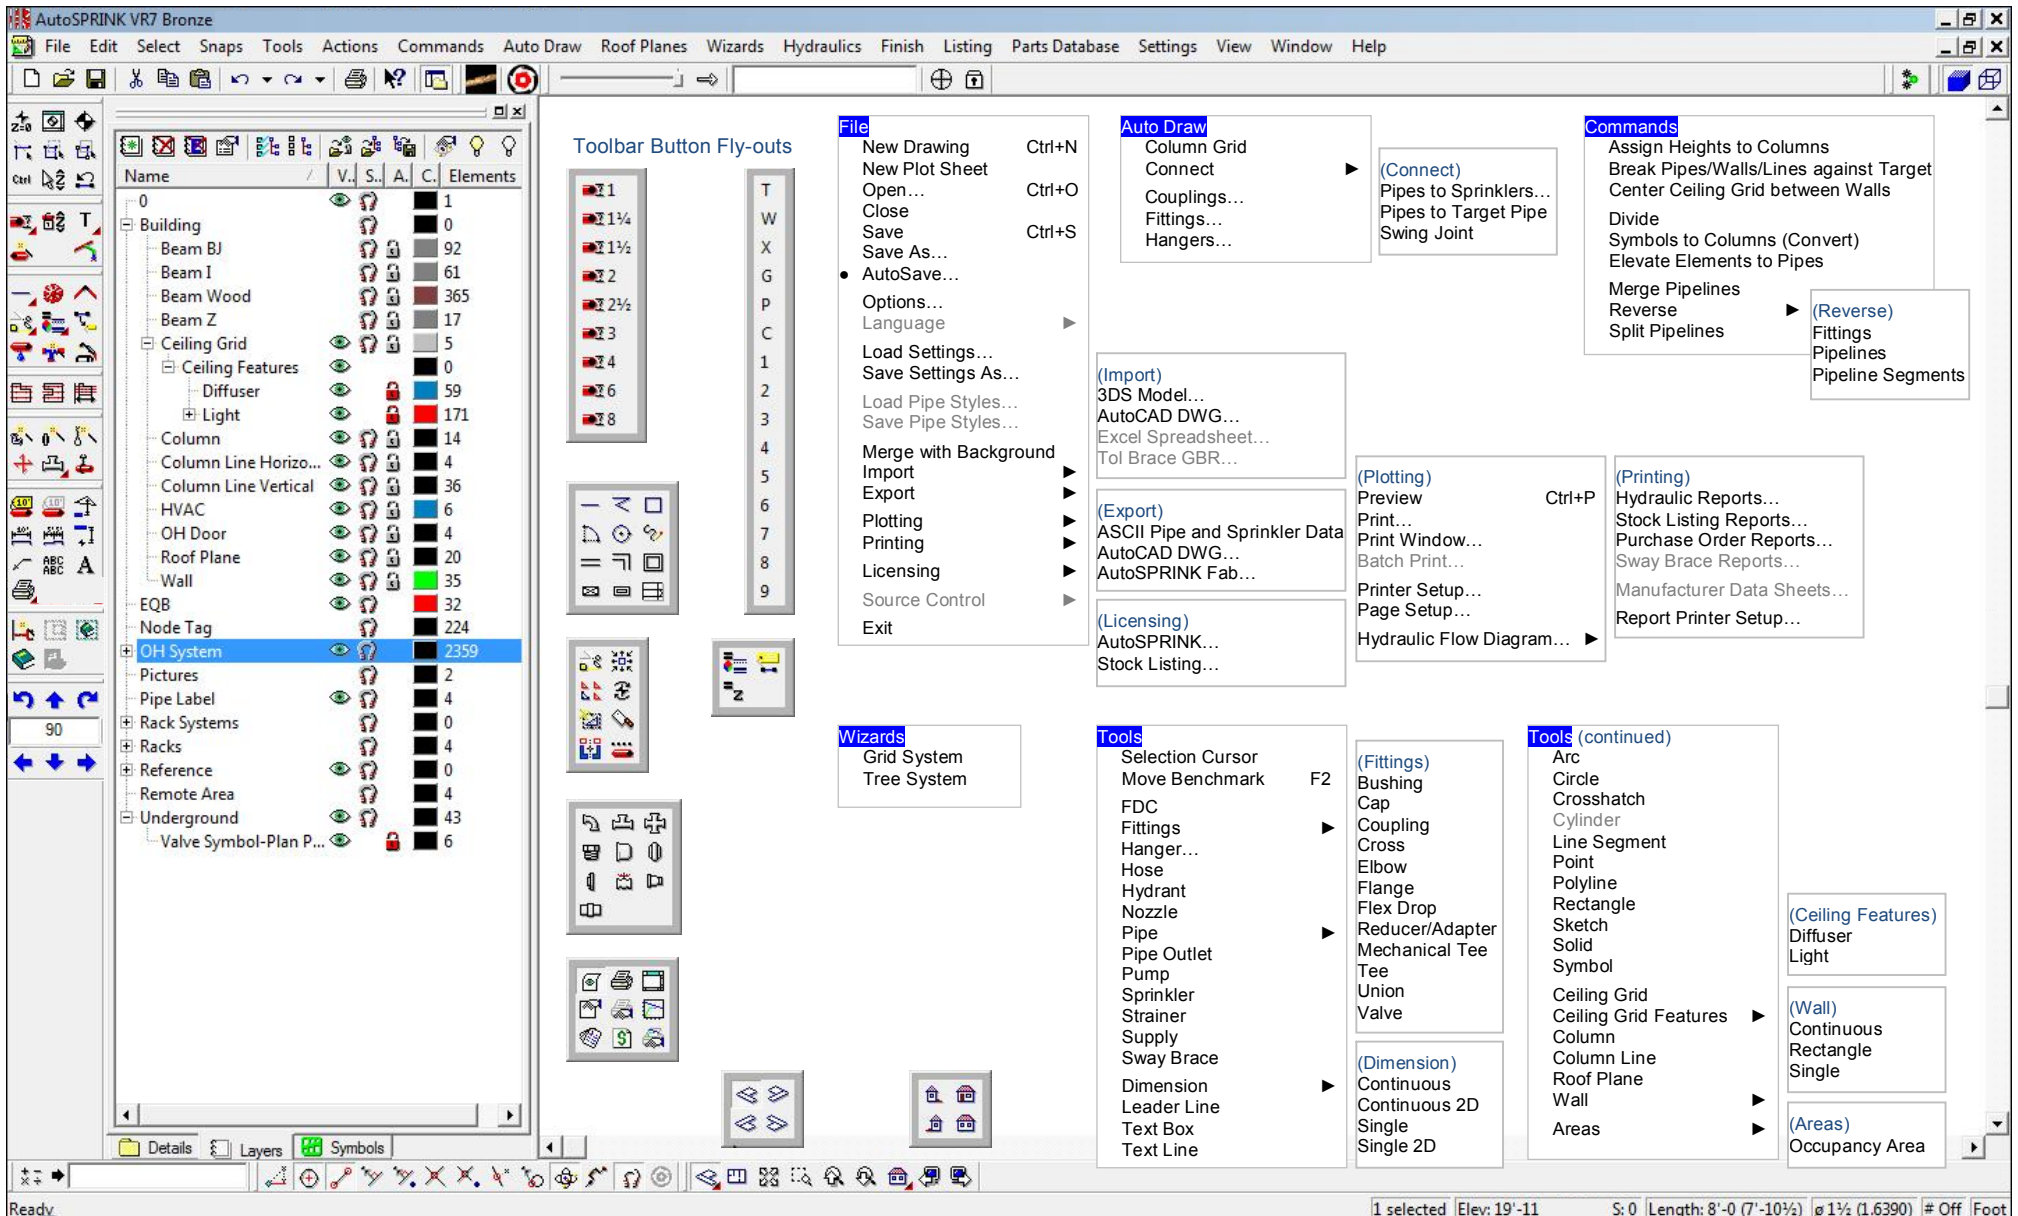 AutoSPRINK VR7 Bronze
File Edit Select Snaps Tools Actions Commands Auto Draw Roof Planes Wizards Hydraulics Finish Listing Parts Database Settings View Window Help
Z=0
Ctrl
T
10'
10'
ABC
ABC
A
90
Name / V.. S.. A. C. Elements
0 1
Building 0
Beam BJ 92
Beam I 61
Beam Wood 365
Beam Z 17
Ceiling Grid 5
Ceiling Features 0
Diffuser 59
Light 171
Column 14
Column Line Horizo... 4
Column Line Vertical 36
HVAC 6
OH Door 4
Roof Plane 20
Wall 35
EQB 32
Node Tag 224
OH System 2359
Pictures 2
Pipe Label 4
Rack Systems 0
Racks 4
Reference 0
Remote Area 4
Underground 43
Valve Symbol-Plan P... 6
Details Layers Symbols
Toolbar Button Fly-outs
1
1¼
1½
2
2½
3
4
6
8
T
W
X
G
P
C
1
2
3
4
5
6
7
8
9
=z
File
New Drawing Ctrl+N
New Plot Sheet
Open... Ctrl+O
Close
Save Ctrl+S
Save As...
• AutoSave...
Options...
Language ►
Load Settings...
Save Settings As...
Load Pipe Styles...
Save Pipe Styles...
Merge with Background
Import ►
Export ►
Plotting ►
Printing ►
Licensing ►
Source Control ►
Exit
(Import)
3DS Model...
AutoCAD DWG...
Excel Spreadsheet...
Tol Brace GBR...
(Export)
ASCII Pipe and Sprinkler Data
AutoCAD DWG...
AutoSPRINK Fab...
(Licensing)
AutoSPRINK...
Stock Listing...
(Plotting)
Preview Ctrl+P
Print...
Print Window...
Batch Print...
Printer Setup...
Page Setup...
Hydraulic Flow Diagram... ►
(Printing)
Hydraulic Reports...
Stock Listing Reports...
Purchase Order Reports...
Sway Brace Reports...
Manufacturer Data Sheets...
Report Printer Setup...
Auto Draw
Column Grid
Connect ►
Couplings...
Fittings...
Hangers...
(Connect)
Pipes to Sprinklers...
Pipes to Target Pipe
Swing Joint
Commands
Assign Heights to Columns
Break Pipes/Walls/Lines against Target
Center Ceiling Grid between Walls
Divide
Symbols to Columns (Convert)
Elevate Elements to Pipes
Merge Pipelines
Reverse ►
Split Pipelines
(Reverse)
Fittings
Pipelines
Pipeline Segments
Wizards
Grid System
Tree System
Tools
Selection Cursor
Move Benchmark F2
FDC
Fittings ►
Hanger...
Hose
Hydrant
Nozzle
Pipe ►
Pipe Outlet
Pump
Sprinkler
Strainer
Supply
Sway Brace
Dimension ►
Leader Line
Text Box
Text Line
(Fittings)
Bushing
Cap
Coupling
Cross
Elbow
Flange
Flex Drop
Reducer/Adapter
Mechanical Tee
Tee
Union
Valve
(Dimension)
Continuous
Continuous 2D
Single
Single 2D
Tools (continued)
Arc
Circle
Crosshatch
Cylinder
Line Segment
Point
Polyline
Rectangle
Sketch
Solid
Symbol
Ceiling Grid
Ceiling Grid Features ►
Column
Column Line
Roof Plane
Wall ►
Areas ►
(Ceiling Features)
Diffuser
Light
(Wall)
Continuous
Rectangle
Single
(Areas)
Occupancy Area
Ready
1 selected Elev: 19'-11 S: 0 Length: 8'-0 (7'-10½) ø 1½ (1.6390) # Off Foot